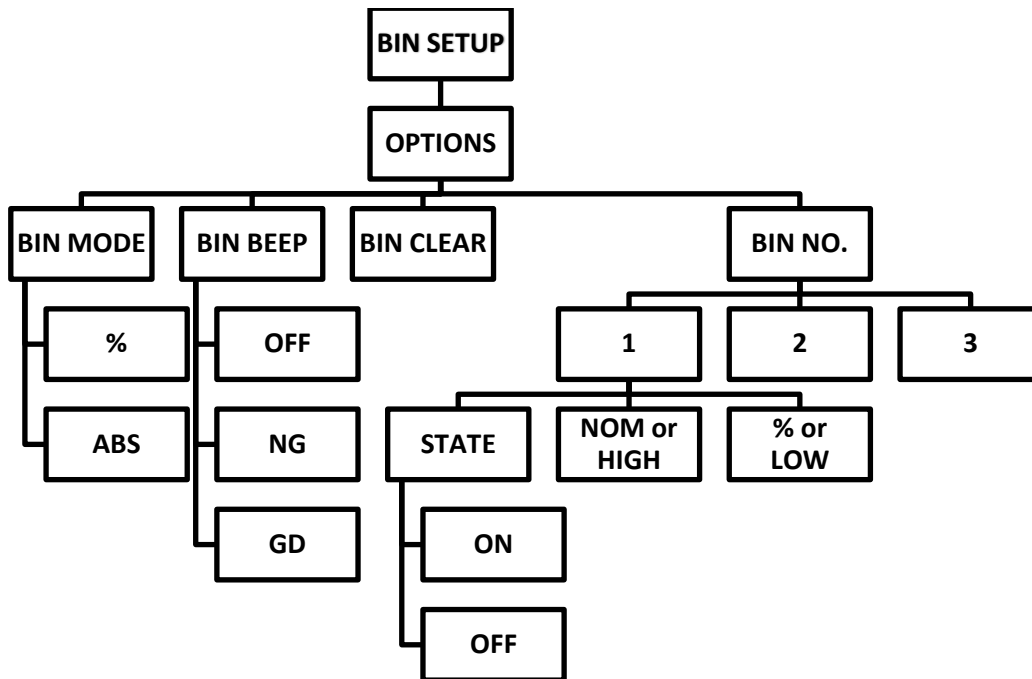 BIN SETUP
OPTIONS
BIN MODE
BIN BEEP
BIN CLEAR
BIN NO.
%
OFF
1
2
3
ABS
NG
STATE
NOM or
HIGH
% or
LOW
GD
ON
OFF